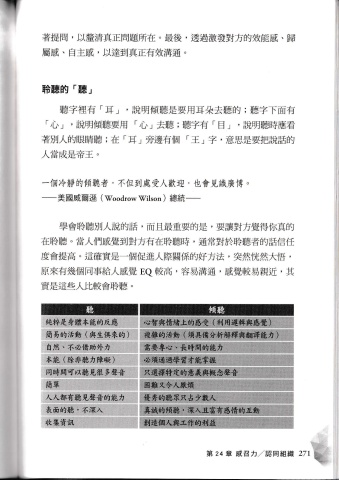 著提問，以釐清真正問題所在。最後，透過激發對方的效能感、歸
屬感、自主感，以達到真正有效溝通。
聆聽的「聽」
聽字裡有「耳」，說明傾聽是要用耳朵去聽的；聽字下面有
「心」，說明傾聽要用「心」去聽；聽字有「目」，說明聽時應看
著別人的眼睛聽；在「耳」旁邊有個「王」字，意思是要把說話的
人當成是帝王。
一個冷靜的傾聽者，不但到處受人歡迎，也會見識廣博。
——美國威爾遜（Woodrow Wilson）總統——
學會聆聽別人說的話，而且最重要的是，要讓對方覺得你真的
在聆聽。當人們感覺到對方有在聆聽時，通常對於聆聽者的話信任
度會提高。這確實是一個促進人際關係的好方法。突然恍然大悟，
原來有幾個同事給人感覺 EQ 較高，容易溝通，感覺較易親近，其
實是這些人比較會聆聽。
聽 傾聽
純粹是身體本能的反應 心智與情緒上的感受（利用邏輯與感覺）
簡易的活動（與生俱來的） 複雜的活動（須具備分析解釋與翻譯能力）
自然、不必借助外力 需要專心、長時間的能力
本能（除非聽力障礙） 必須通過學習才能掌握
同時間可以聽見很多聲音 只選擇特定的意義與概念聲音
簡單 困難又令人厭煩
人人都有聽見聲音的能力 優秀的聽眾只占少數人
表面的聽，不深入 真誠的傾聽，深入且富有感情的互動
收集資訊 創造個人與工作的利益
第 24 章 感召力／認同組織 271